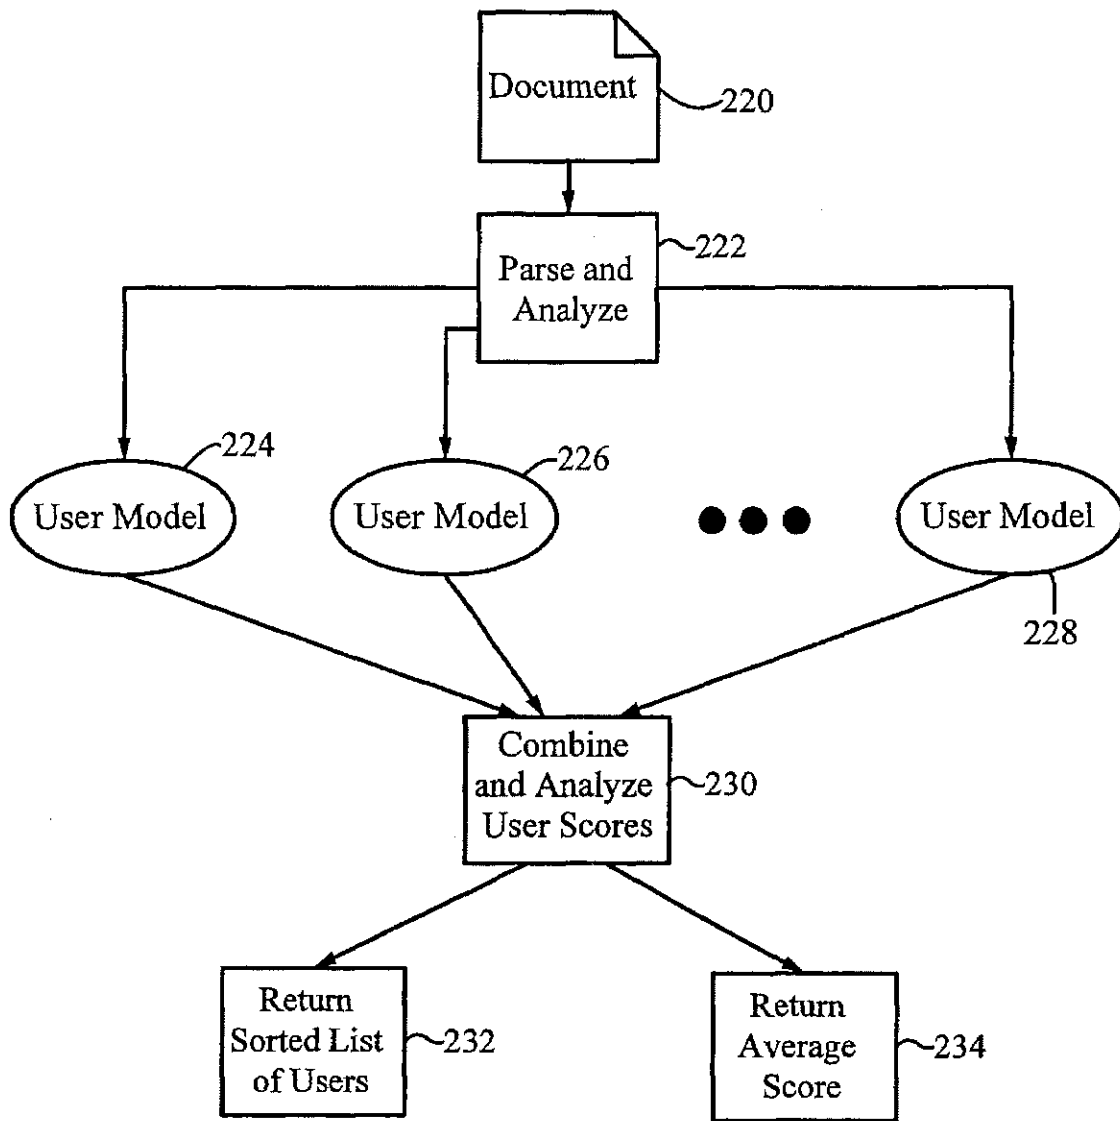 Document
220
Parse and
Analyze
222
User Model
224
User Model
226
User Model
228
Combine
and Analyze
User Scores
230
Return
Sorted List
of Users
232
Return
Average
Score
234